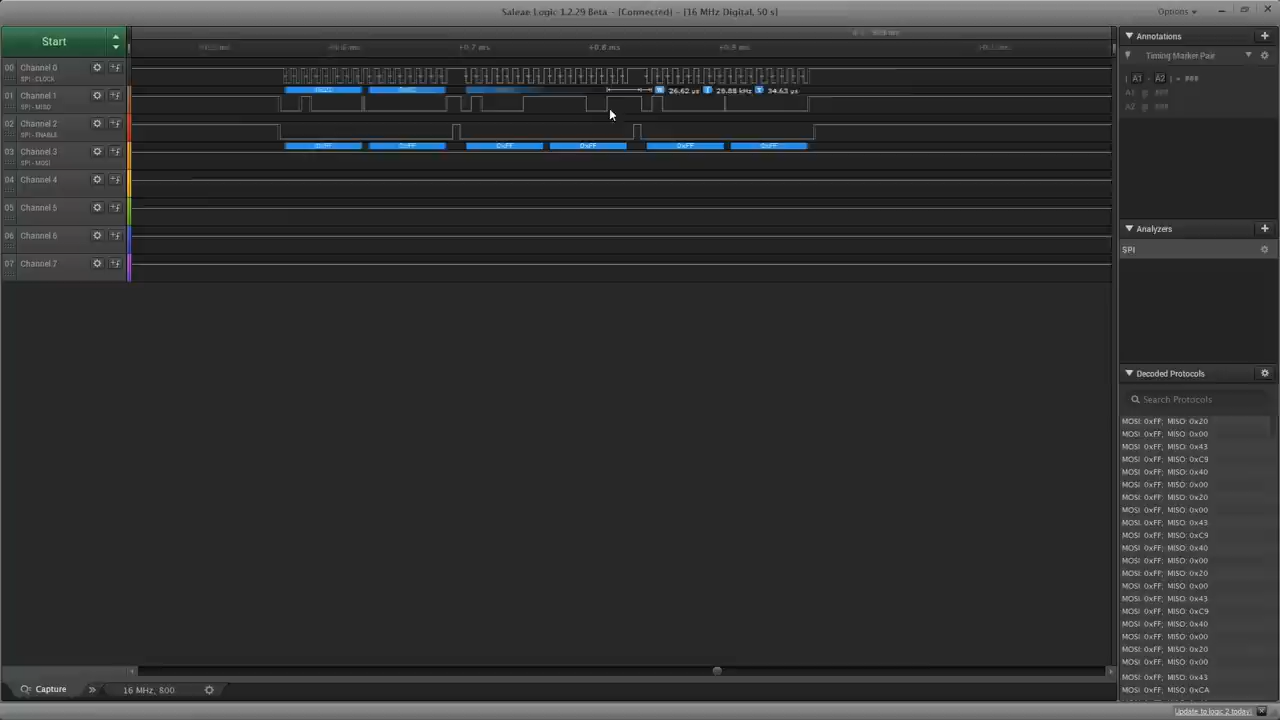 Saleae Logic 1.2.29 Beta - [Connected] - [16 MHz Digital, 50 s]
Options
Start
+0.7 ms
+0.8 ms
00 Channel 0
SPI - CLOCK
01 Channel 1
SPI - MISO
02 Channel 2
SPI - ENABLE
03 Channel 3
SPI - MOSI
04 Channel 4
05 Channel 5
06 Channel 6
07 Channel 7
W 26.62 µs f 28.88 kHz T 34.63 µs
0xFF 0xFF 0xFF 0xFF 0xFF 0xFF
Annotations
Timing Marker Pair
| A1 - A2 | = ###
A1 @ ###
A2 @ ###
Analyzers
SPI
Decoded Protocols
Search Protocols
MOSI: 0xFF; MISO: 0x20
MOSI: 0xFF; MISO: 0x00
MOSI: 0xFF; MISO: 0x43
MOSI: 0xFF; MISO: 0xC9
MOSI: 0xFF; MISO: 0x40
MOSI: 0xFF; MISO: 0x00
MOSI: 0xFF; MISO: 0x20
MOSI: 0xFF; MISO: 0x00
MOSI: 0xFF; MISO: 0x43
MOSI: 0xFF; MISO: 0xC9
MOSI: 0xFF; MISO: 0x40
MOSI: 0xFF; MISO: 0x00
MOSI: 0xFF; MISO: 0x20
MOSI: 0xFF; MISO: 0x00
MOSI: 0xFF; MISO: 0x43
MOSI: 0xFF; MISO: 0xC9
MOSI: 0xFF; MISO: 0x40
MOSI: 0xFF; MISO: 0x00
MOSI: 0xFF; MISO: 0x20
MOSI: 0xFF; MISO: 0x00
MOSI: 0xFF; MISO: 0x43
MOSI: 0xFF; MISO: 0xCA
Capture
16 MHz, 800
Update to logic 2 today!